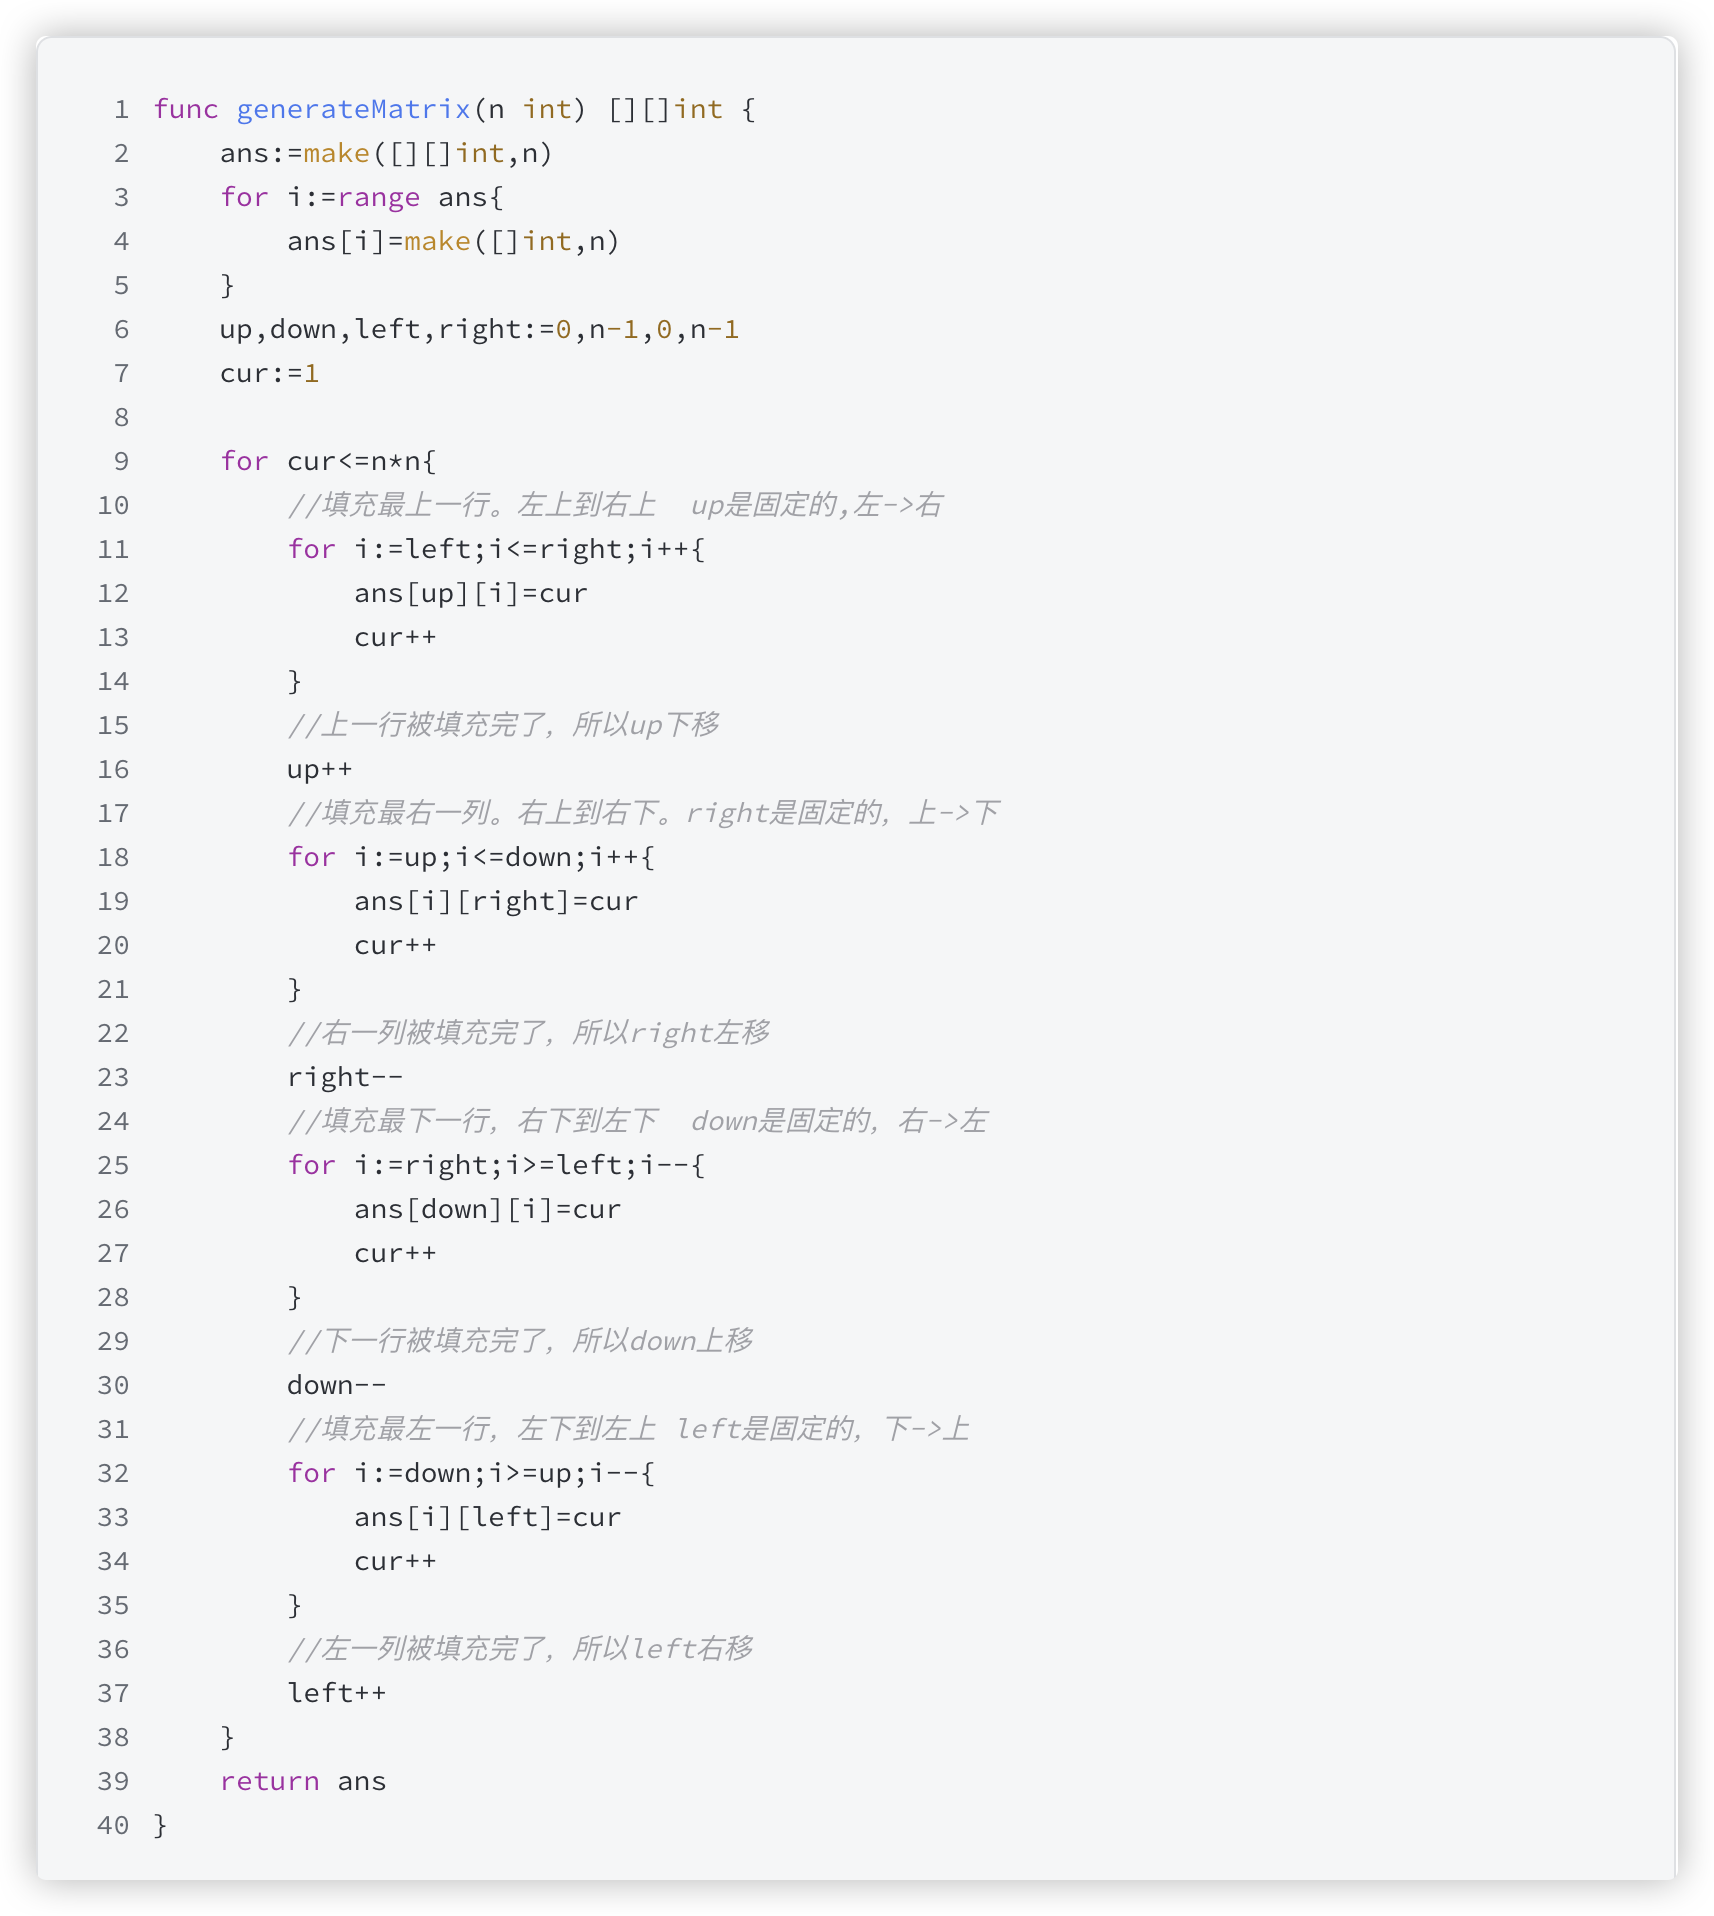 1 func generateMatrix(n int) [][]int {
2     ans:=make([][]int,n)
3     for i:=range ans{
4         ans[i]=make([]int,n)
5     }
6     up,down,left,right:=0,n-1,0,n-1
7     cur:=1
8
9     for cur<=n*n{
10         //填充最上一行。左上到右上  up是固定的,左->右
11         for i:=left;i<=right;i++{
12             ans[up][i]=cur
13             cur++
14         }
15         //上一行被填充完了，所以up下移
16         up++
17         //填充最右一列。右上到右下。right是固定的，上->下
18         for i:=up;i<=down;i++{
19             ans[i][right]=cur
20             cur++
21         }
22         //右一列被填充完了，所以right左移
23         right--
24         //填充最下一行，右下到左下  down是固定的，右->左
25         for i:=right;i>=left;i--{
26             ans[down][i]=cur
27             cur++
28         }
29         //下一行被填充完了，所以down上移
30         down--
31         //填充最左一行，左下到左上 left是固定的，下->上
32         for i:=down;i>=up;i--{
33             ans[i][left]=cur
34             cur++
35         }
36         //左一列被填充完了，所以left右移
37         left++
38     }
39     return ans
40 }